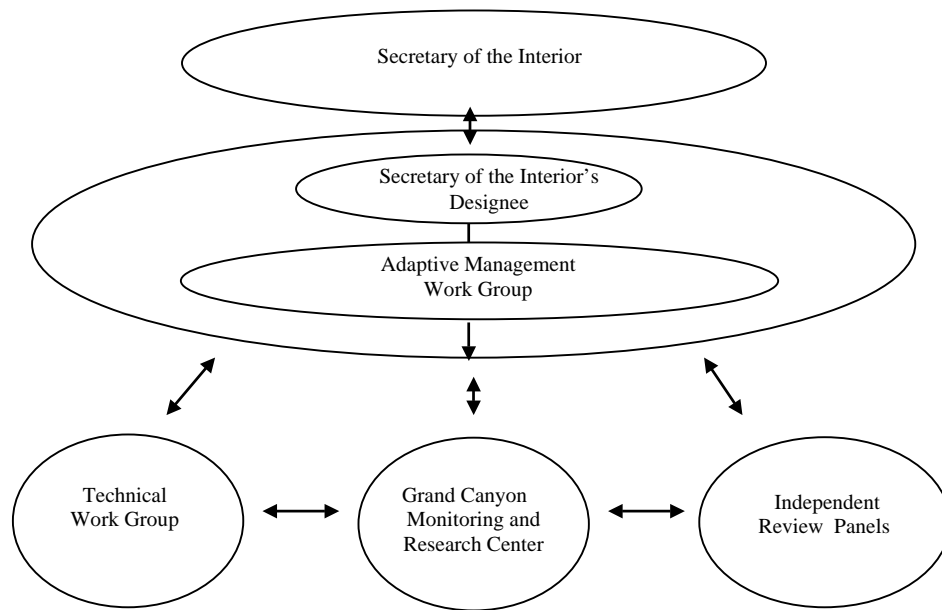 Secretary of the Interior
Secretary of the Interior’s
Designee
Adaptive Management
Work Group
Technical
Work Group
Grand Canyon
Monitoring and
Research Center
Independent
Review Panels